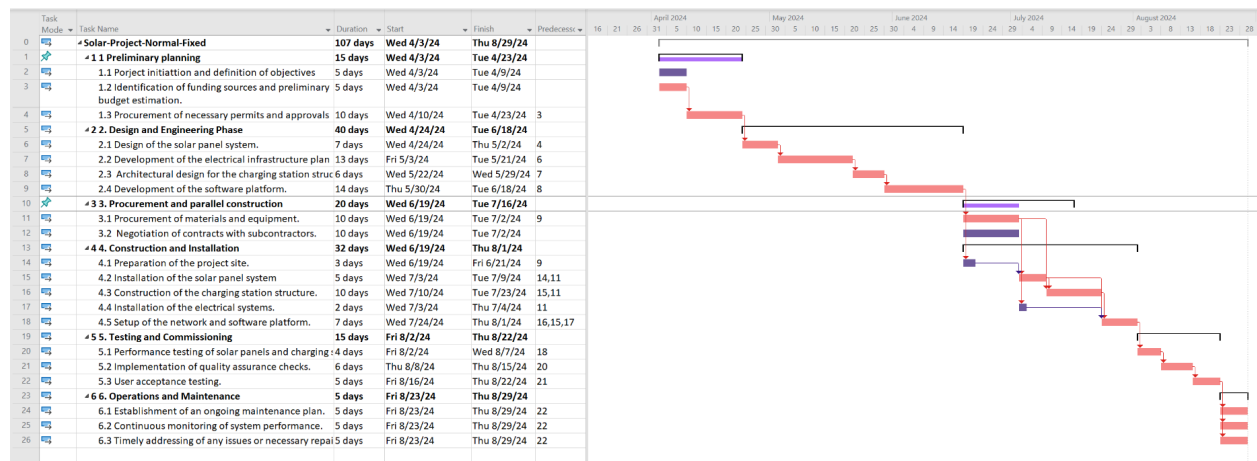 Task
Mode Task Name Duration Start Finish Predecessc 16 21 26 31 5 10 15 20 25 30 5 10 15 20 25 30 4 9 14 19 24 29 4 9 14 19 24 29 3 8 13 18 23 28
April 2024 May 2024 June 2024 July 2024 August 2024
0 Solar-Project-Normal-Fixed 107 days Wed 4/3/24 Thu 8/29/24
1 1 1 Preliminary planning 15 days Wed 4/3/24 Tue 4/23/24
2 1.1 Porject initiattion and definition of objectives 5 days Wed 4/3/24 Tue 4/9/24
3 1.2 Identification of funding sources and preliminary 5 days Wed 4/3/24 Tue 4/9/24
budget estimation.
4 1.3 Procurement of necessary permits and approvals 10 days Wed 4/10/24 Tue 4/23/24 3
5 2 2. Design and Engineering Phase 40 days Wed 4/24/24 Tue 6/18/24
6 2.1 Design of the solar panel system. 7 days Wed 4/24/24 Thu 5/2/24 4
7 2.2 Development of the electrical infrastructure plan 13 days Fri 5/3/24 Tue 5/21/24 6
8 2.3 Architectural design for the charging station struc 6 days Wed 5/22/24 Wed 5/29/24 7
9 2.4 Development of the software platform. 14 days Thu 5/30/24 Tue 6/18/24 8
10 3 3. Procurement and parallel construction 20 days Wed 6/19/24 Tue 7/16/24
11 3.1 Procurement of materials and equipment. 10 days Wed 6/19/24 Tue 7/2/24 9
12 3.2 Negotiation of contracts with subcontractors. 10 days Wed 6/19/24 Tue 7/2/24
13 4 4. Construction and Installation 32 days Wed 6/19/24 Thu 8/1/24
14 4.1 Preparation of the project site. 3 days Wed 6/19/24 Fri 6/21/24 9
15 4.2 Installation of the solar panel system 5 days Wed 7/3/24 Tue 7/9/24 14,11
16 4.3 Construction of the charging station structure. 10 days Wed 7/10/24 Tue 7/23/24 15,11
17 4.4 Installation of the electrical systems. 2 days Wed 7/3/24 Thu 7/4/24 11
18 4.5 Setup of the network and software platform. 7 days Wed 7/24/24 Thu 8/1/24 16,15,17
19 5 5. Testing and Commissioning 15 days Fri 8/2/24 Thu 8/22/24
20 5.1 Performance testing of solar panels and charging 4 days Fri 8/2/24 Wed 8/7/24 18
21 5.2 Implementation of quality assurance checks. 6 days Thu 8/8/24 Thu 8/15/24 20
22 5.3 User acceptance testing. 5 days Fri 8/16/24 Thu 8/22/24 21
23 6 6. Operations and Maintenance 5 days Fri 8/23/24 Thu 8/29/24
24 6.1 Establishment of an ongoing maintenance plan. 5 days Fri 8/23/24 Thu 8/29/24 22
25 6.2 Continuous monitoring of system performance. 5 days Fri 8/23/24 Thu 8/29/24 22
26 6.3 Timely addressing of any issues or necessary repai 5 days Fri 8/23/24 Thu 8/29/24 22